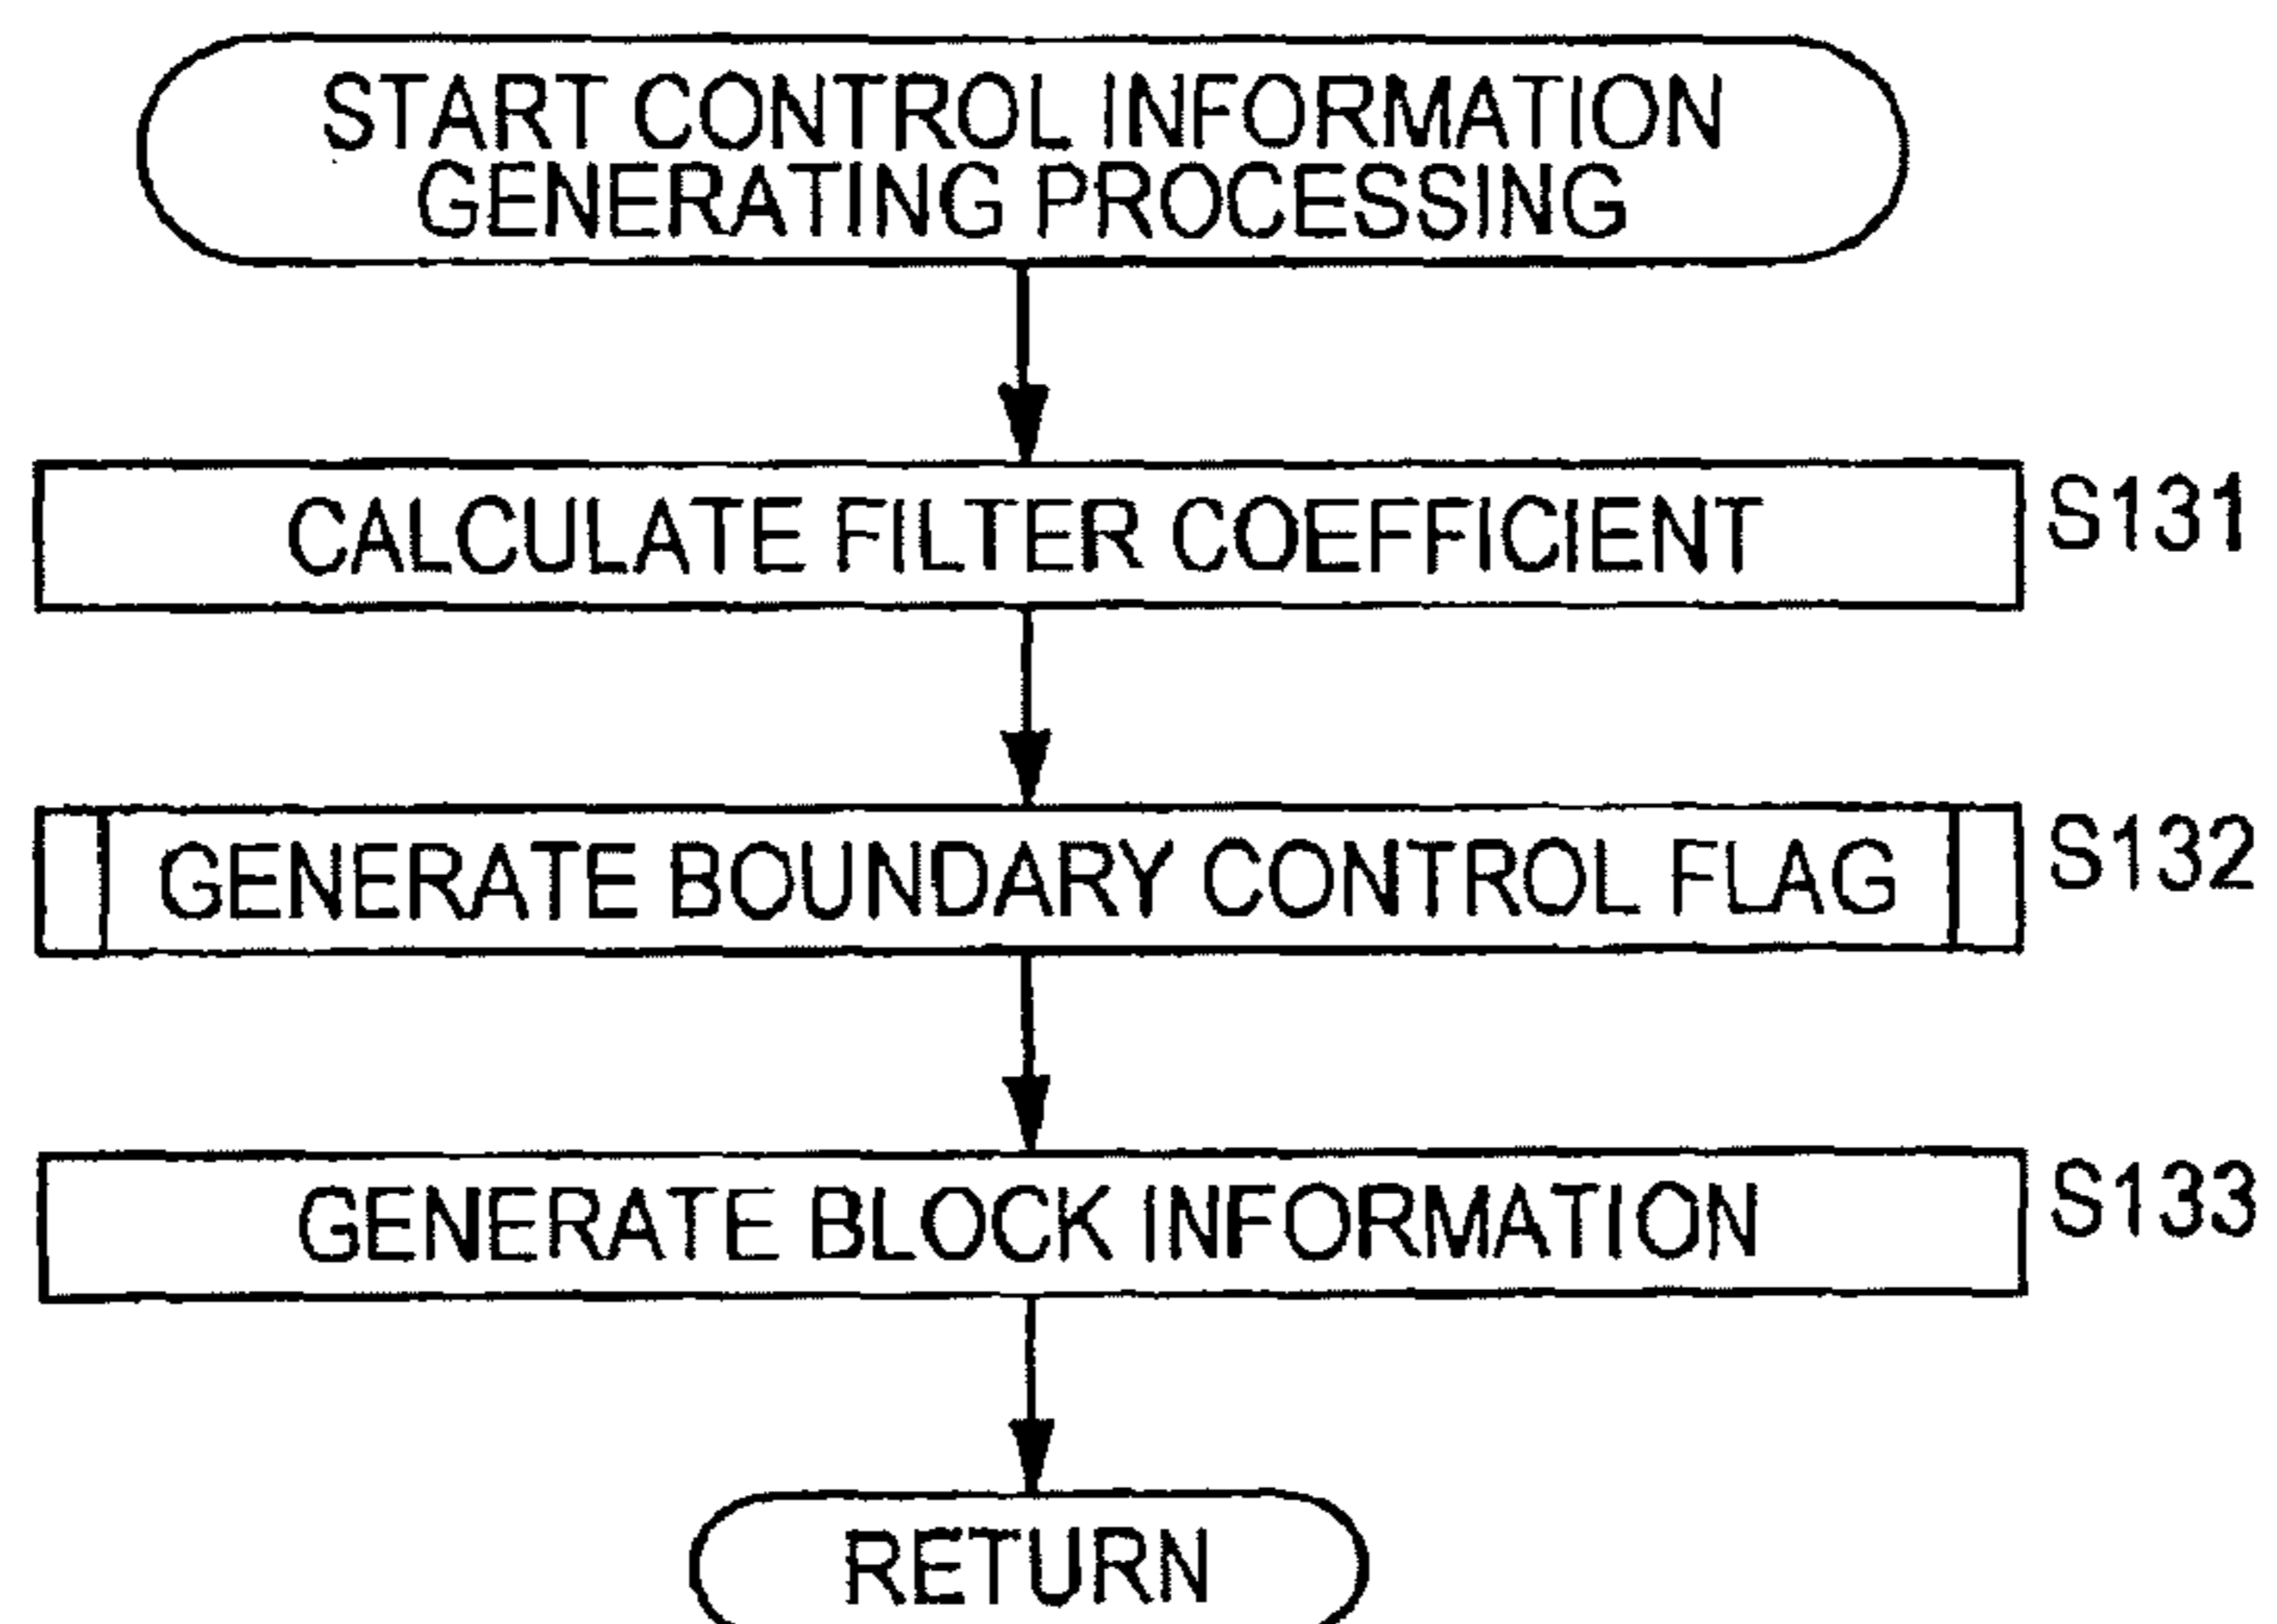 START CONTROL INFORMATION
GENERATING PROCESSING
CALCULATE FILTER COEFFICIENT S131
GENERATE BOUNDARY CONTROL FLAG S132
GENERATE BLOCK INFORMATION S133
RETURN